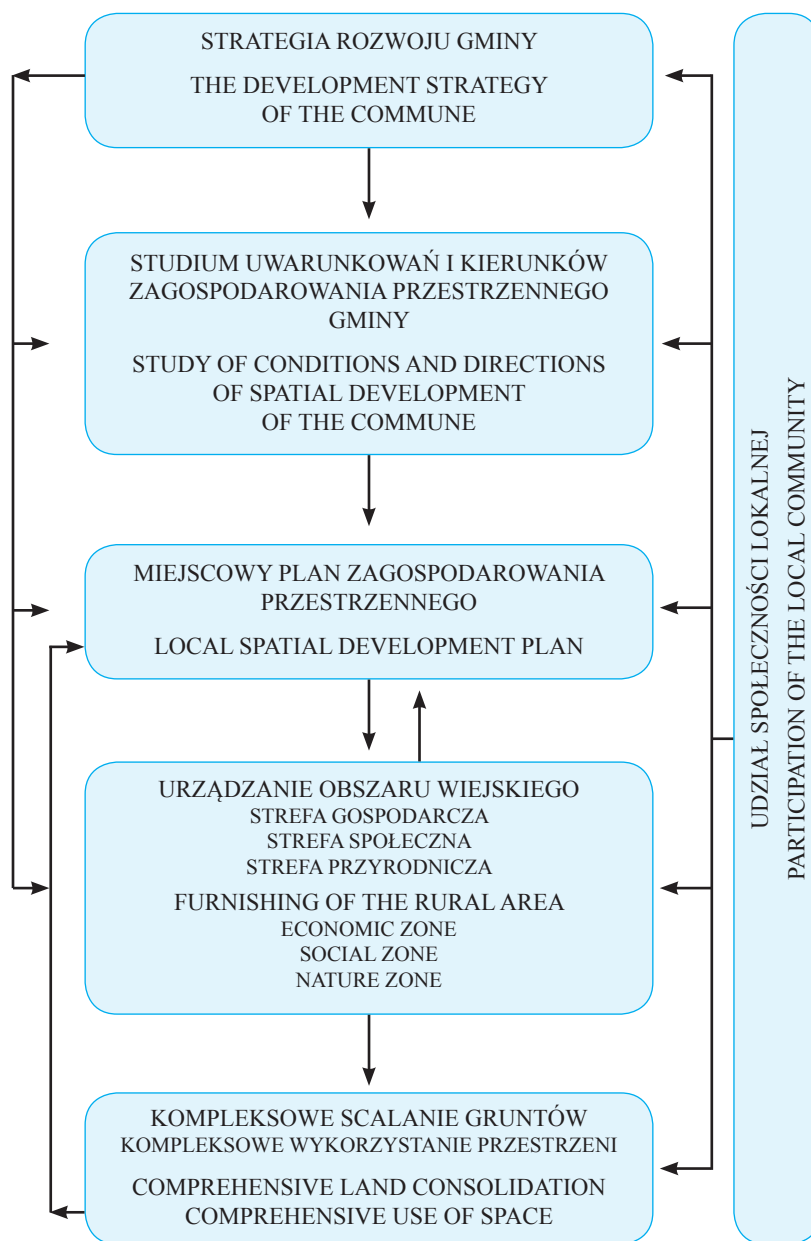 STRATEGIA ROZWOJU GMINY
THE DEVELOPMENT STRATEGY
OF THE COMMUNE
STUDIUM UWARUNKOWAŃ I KIERUNKÓW
ZAGOSPODAROWANIA PRZESTRZENNEGO
GMINY
STUDY OF CONDITIONS AND DIRECTIONS
OF SPATIAL DEVELOPMENT
OF THE COMMUNE
MIEJSCOWY PLAN ZAGOSPODAROWANIA
PRZESTRZENNEGO
LOCAL SPATIAL DEVELOPMENT PLAN
URZĄDZANIE OBSZARU WIEJSKIEGO
STREFA GOSPODARCZA
STREFA SPOŁECZNA
STREFA PRZYRODNICZA
FURNISHING OF THE RURAL AREA
ECONOMIC ZONE
SOCIAL ZONE
NATURE ZONE
KOMPLEKSOWE SCALANIE GRUNTÓW
KOMPLEKSOWE WYKORZYSTANIE PRZESTRZENI
COMPREHENSIVE LAND CONSOLIDATION
COMPREHENSIVE USE OF SPACE
UDZIAŁ SPOŁECZNOŚCI LOKALNEJ
PARTICIPATION OF THE LOCAL COMMUNITY